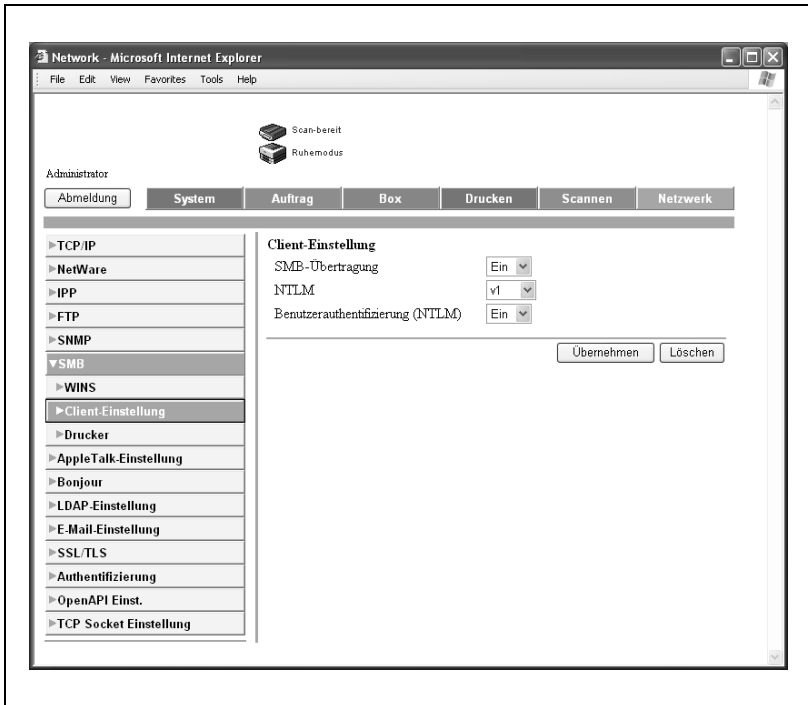 Network - Microsoft Internet Explorer
File Edit View Favorites Tools Help
Scan-bereit
Ruhemodus
Administrator
Abmeldung System Auftrag Box Drucken Scannen Netzwerk
TCP/IP
NetWare
IPP
FTP
SNMP
SMB
WINS
Client-Einstellung
Drucker
AppleTalk-Einstellung
Bonjour
LDAP-Einstellung
E-Mail-Einstellung
SSL/TLS
Authentifizierung
OpenAPI Einst.
TCP Socket Einstellung
Client-Einstellung
SMB-Übertragung Ein
NTLM v1
Benutzerauthentifizierung (NTLM) Ein
Übernehmen Löschen